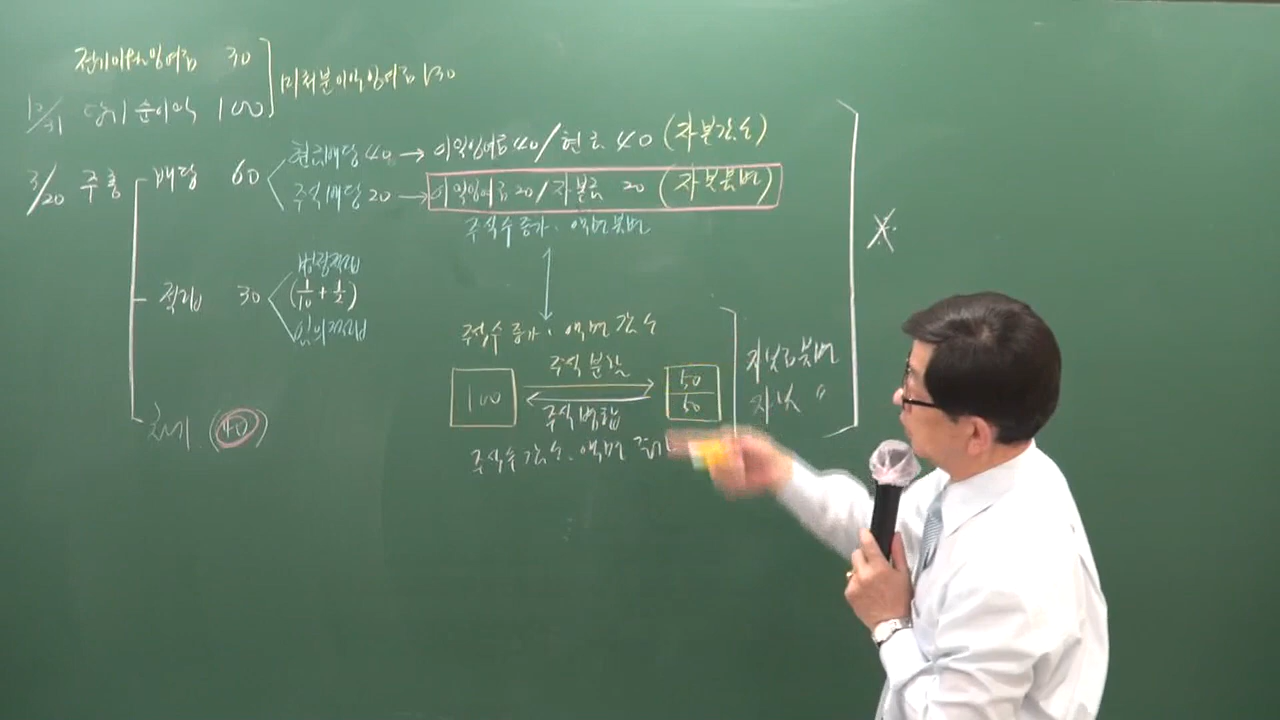 전기이월잉여금 30
미처분이익잉여금 130
12/31 당기순이익 100
3/20 주총 배당 60
현금배당 40 → 이익잉여금 40/현금 40 (자본감소)
주식배당 20 → 이익잉여금 20/자본금 20 (자본불변)
주식수 증가, 액면불변
적립 30
법정적립
(1/10 + 1/2)
임의적립
주식수 증가, 액면 감소
주식분할
100
50
50
주식병합
주식수 감소, 액면 증가
자본금불변
자본 〃
차기 (40)